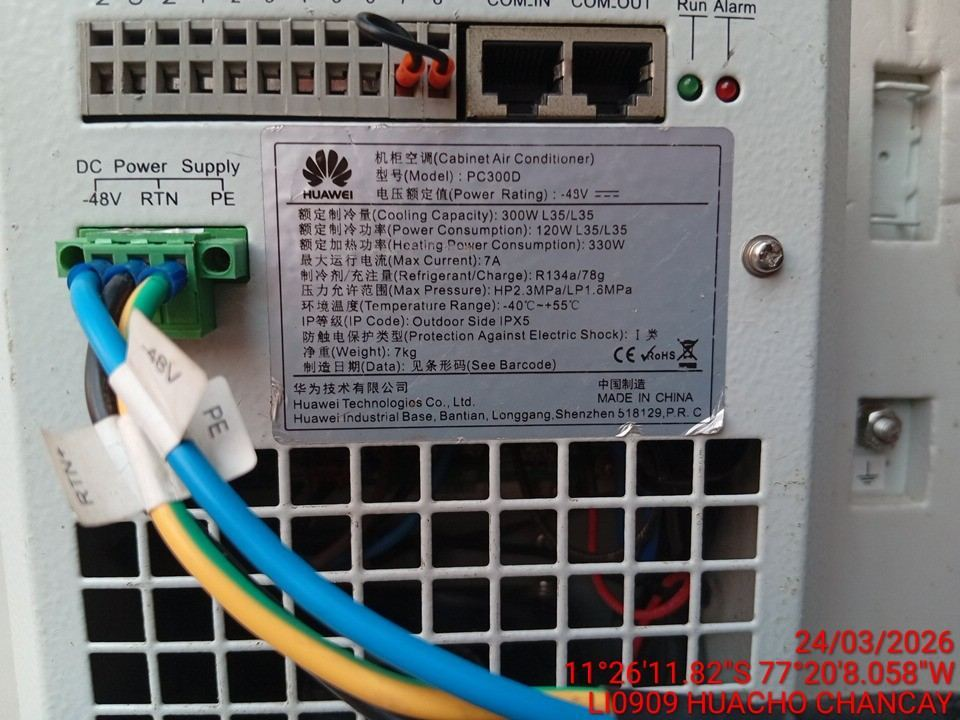 COM_IN COM_OUT
Run Alarm
DC Power Supply
-48V RTN PE
HUAWEI
机柜空调(Cabinet Air Conditioner)
型号(Model) : PC300D
电压额定值(Power Rating) : -48V
额定制冷量(Cooling Capacity): 300W L35/L35
额定制冷功率(Power Consumption): 120W L35/L35
额定加热功率(Heating Power Consumption): 330W
最大运行电流(Max Current): 7A
制冷剂/充注量(Refrigerant/Charge): R134a/78g
压力允许范围(Max Pressure): HP2.3MPa/LP1.6MPa
环境温度(Temperature Range): -40℃~+55℃
IP等级(IP Code): Outdoor Side IPX5
防触电保护类型(Protection Against Electric Shock): I 类
净重(Weight): 7kg
制造日期(Data): 见条形码(See Barcode)
CE RoHS
华为技术有限公司
中国制造
Huawei Technologies Co., Ltd.
MADE IN CHINA
Huawei Industrial Base, Bantian, Longgang, Shenzhen 518129, P.R. C
-48V
PE
RTN+
24/03/2026
11°26'11.82"S 77°20'8.058"W
LI0909 HUACHO CHANCAY